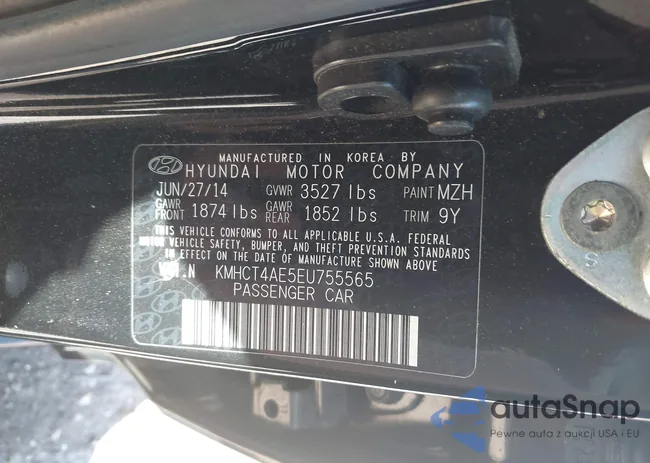 MANUFACTURED IN KOREA BY
HYUNDAI MOTOR COMPANY
JUN/27/14 GVWR 3527 lbs PAINT MZH
GAWR FRONT 1874 lbs GAWR REAR 1852 lbs TRIM 9Y
THIS VEHICLE CONFORMS TO ALL APPLICABLE U.S.A. FEDERAL
MOTOR VEHICLE SAFETY, BUMPER, AND THEFT PREVENTION STANDARDS
IN EFFECT ON THE DATE OF MANUFACTURE SHOWN ABOVE
V.I.N KMHCT4AE5EU755565
PASSENGER CAR
autaSnap
Pewne auta z aukcji USA i EU